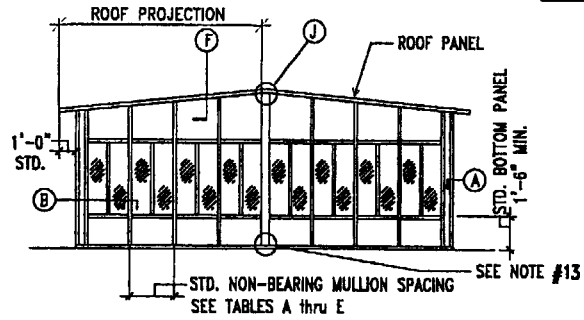 ROOF PROJECTION
F
J
ROOF PANEL
1'-0"
STD.
STD. BOTTOM PANEL
1'-6" MIN.
A
B
SEE NOTE #13
STD. NON-BEARING MULLION SPACING
SEE TABLES A thru E